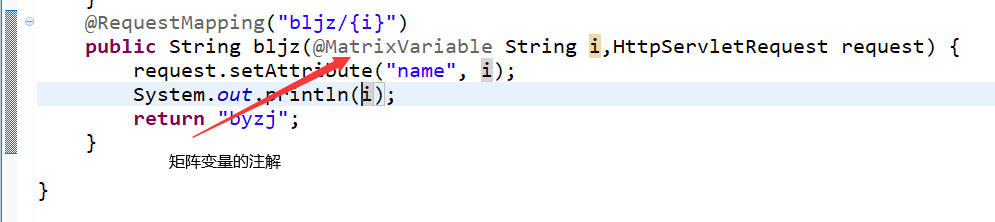 }
@RequestMapping("bljz/{i}")
public String bljz(@MatrixVariable String i,HttpServletRequest request) {
request.setAttribute("name", i);
System.out.println(i);
return "byzj";
}
矩阵变量的注解
}